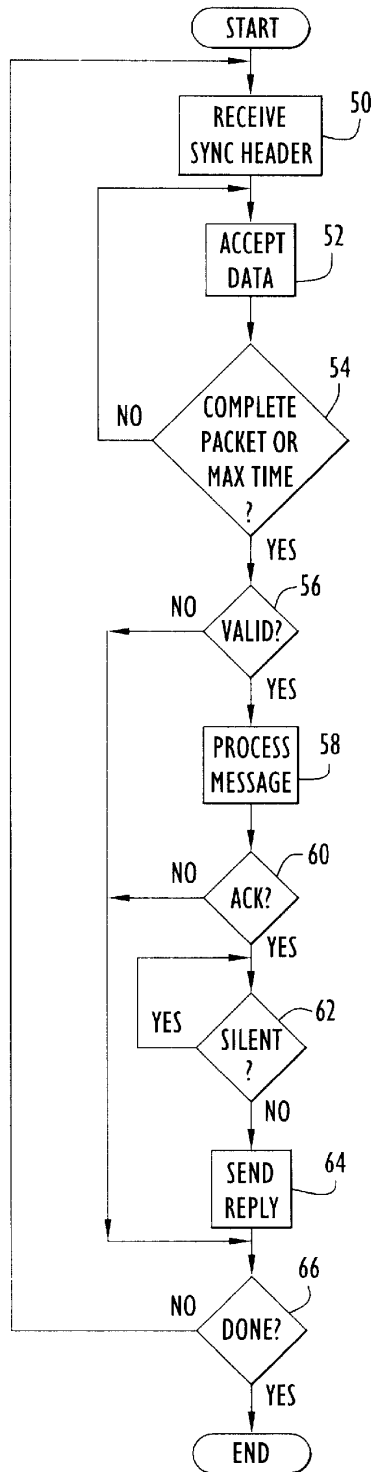 START
RECEIVE
SYNC HEADER
50
ACCEPT
DATA
52
COMPLETE
PACKET OR
MAX TIME
?
54
NO
YES
VALID?
56
NO
YES
PROCESS
MESSAGE
58
ACK?
60
NO
YES
SILENT
?
62
YES
NO
SEND
REPLY
64
DONE?
66
NO
YES
END